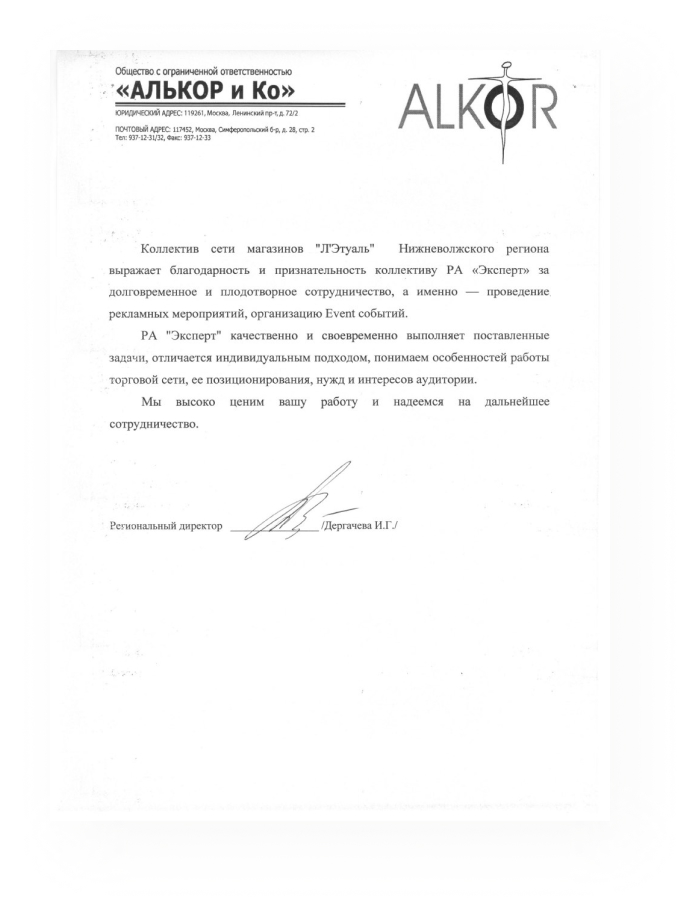 Общество с ограниченной ответственностью
«АЛЬКОР и Ко»
ЮРИДИЧЕСКИЙ АДРЕС: 119261, Москва, Ленинский пр-т, д. 72/2
ПОЧТОВЫЙ АДРЕС: 117452, Москва, Симферопольский б-р, д. 28, стр. 2
Тел: 937-12-31/32, Факс: 937-12-33
ALKOR
Коллектив сети магазинов "Л'Этуаль" Нижневолжского региона
выражает благодарность и признательность коллективу РА «Эксперт» за
долговременное и плодотворное сотрудничество, а именно — проведение
рекламных мероприятий, организацию Event событий.
РА "Эксперт" качественно и своевременно выполняет поставленные
задачи, отличается индивидуальным подходом, понимаем особенностей работы
торговой сети, ее позиционирования, нужд и интересов аудитории.
Мы высоко ценим вашу работу и надеемся на дальнейшее
сотрудничество.
Региональный директор /Дергачева И.Г./